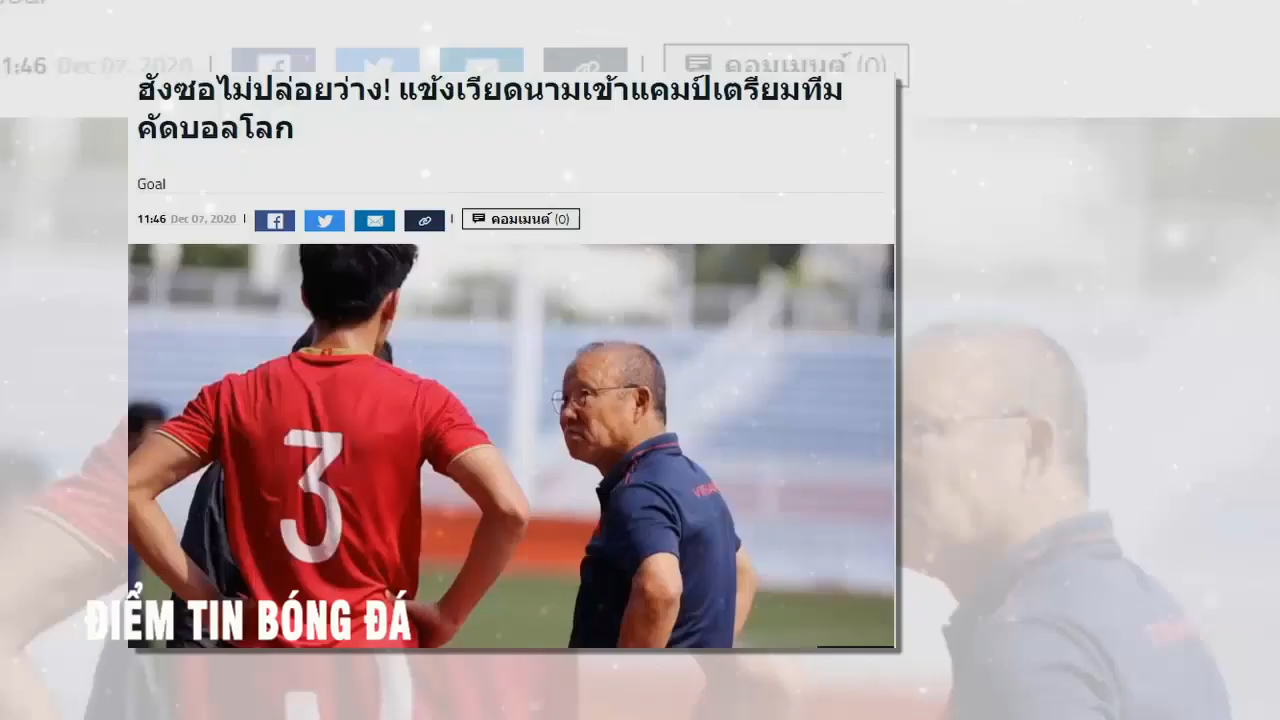 11:46 Dec 07, 2020
คอมเมนต์ (0)
ฮังซอไม่ปล่อยว่าง! แข้งเวียดนามเข้าแคมป์เตรียมทีม
คัดบอลโลก
Goal
11:46 Dec 07, 2020
คอมเมนต์ (0)
3
ĐIỂM TIN BÓNG ĐÁ